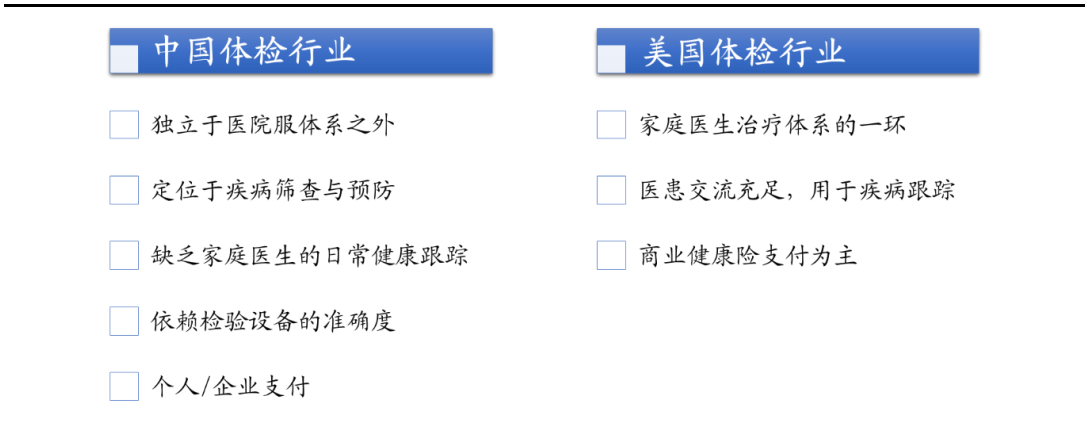 中国体检行业
独立于医院服体系之外
定位于疾病筛查与预防
缺乏家庭医生的日常健康跟踪
依赖检验设备的准确度
个人/企业支付
美国体检行业
家庭医生治疗体系的一环
医患交流充足，用于疾病跟踪
商业健康险支付为主